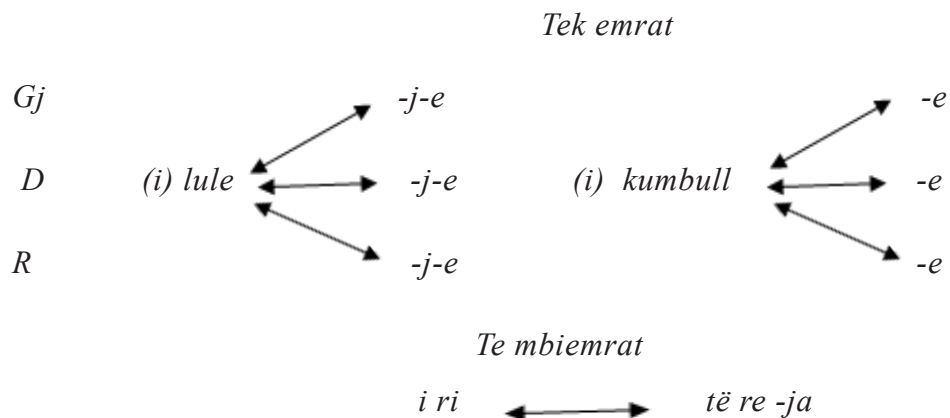 Tek emrat
Gj -j-e -e
D (i) lule -j-e (i) kumbull -e
R -j-e -e
Te mbiemrat
i ri të re -ja